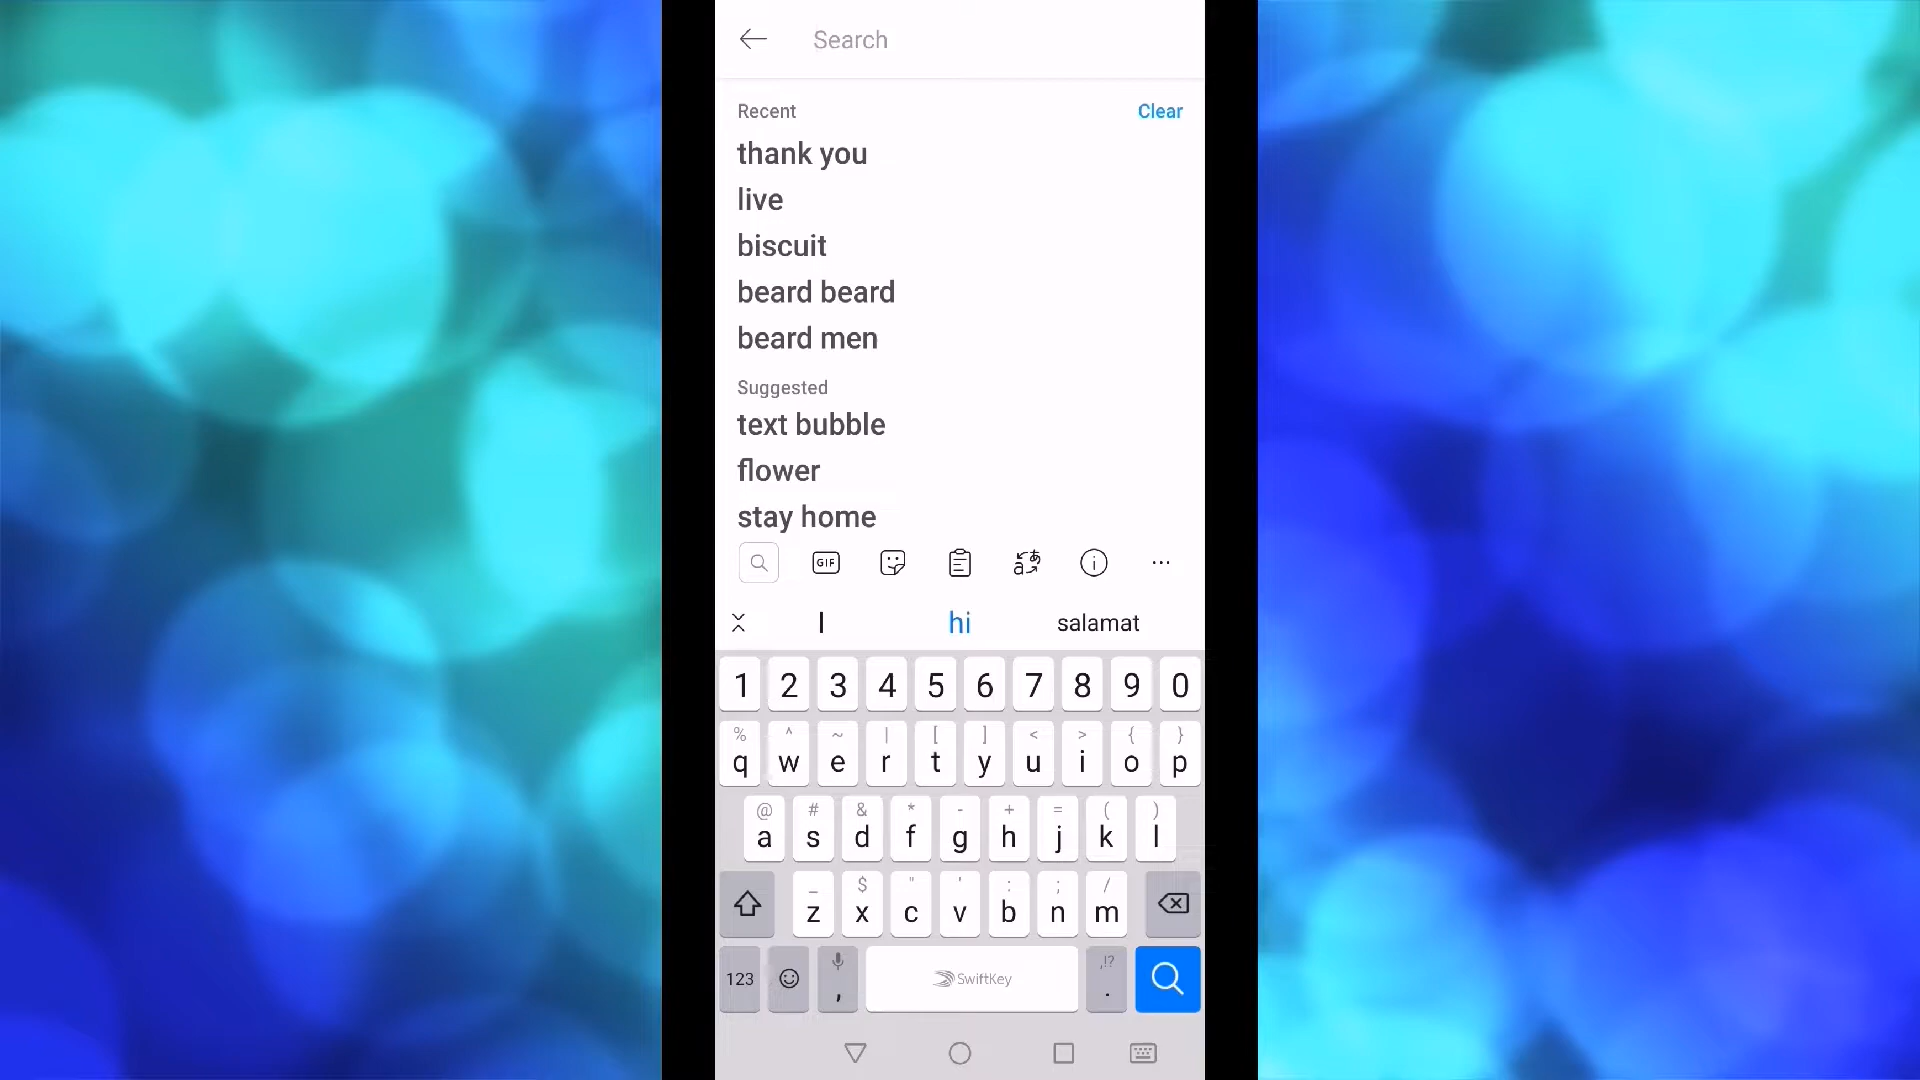 Search
Recent Clear
thank you
live
biscuit
beard beard
beard men
Suggested
text bubble
flower
stay home
GIF
I hi salamat
1 2 3 4 5 6 7 8 9 0
% ^ ~ | [ ] < > { }
q w e r t y u i o p
@ # & * - + = ( )
a s d f g h j k l
_ $ " ' : ; /
z x c v b n m
123 , SwiftKey ,!? .